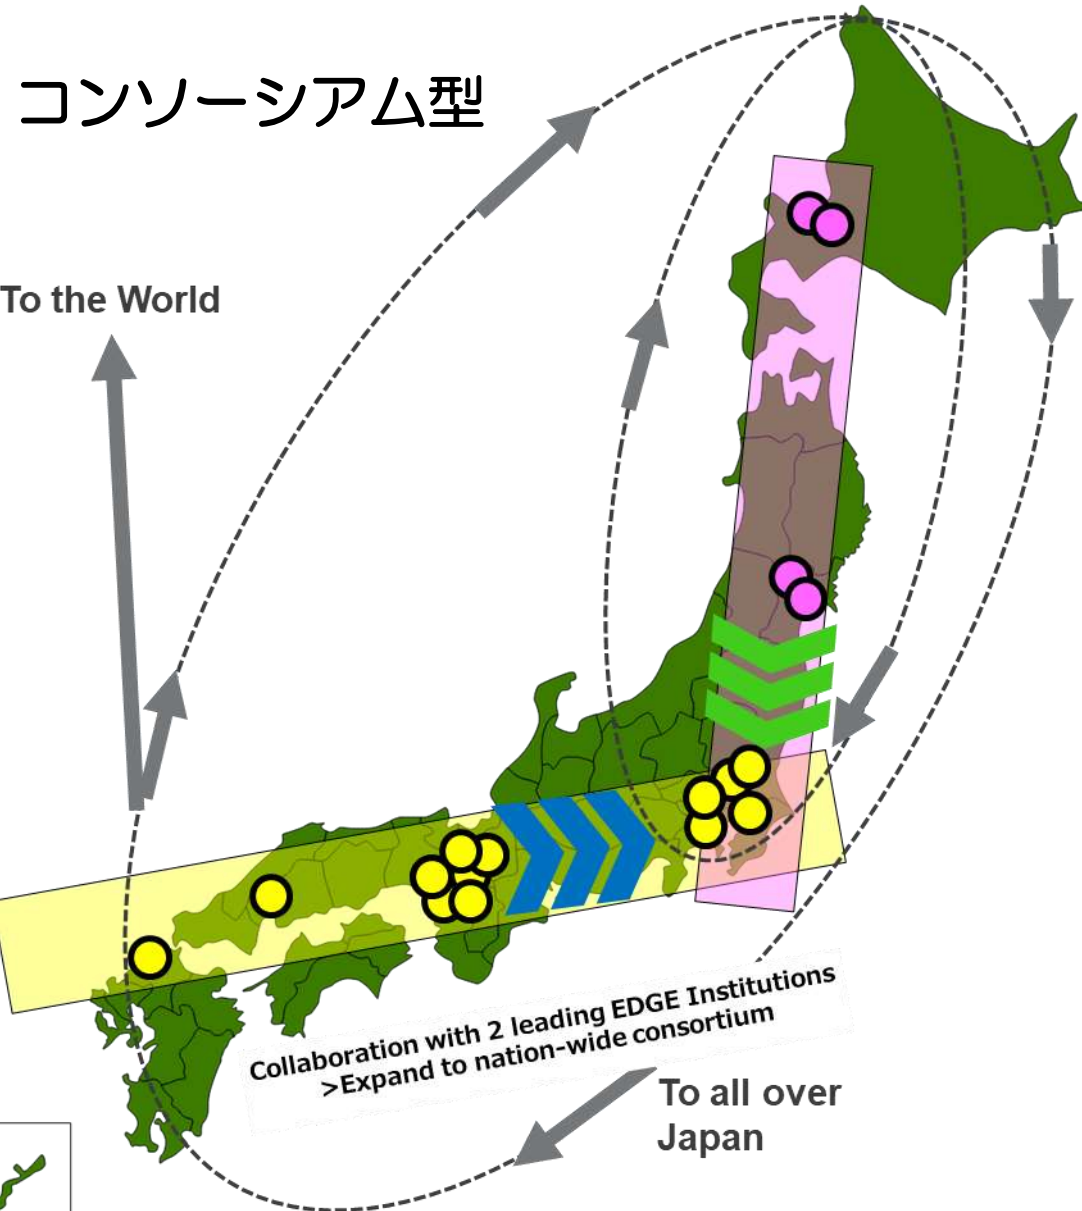 コンソーシアム型
To the World
Collaboration with 2 leading EDGE Institutions
>Expand to nation-wide consortium
To all over
Japan